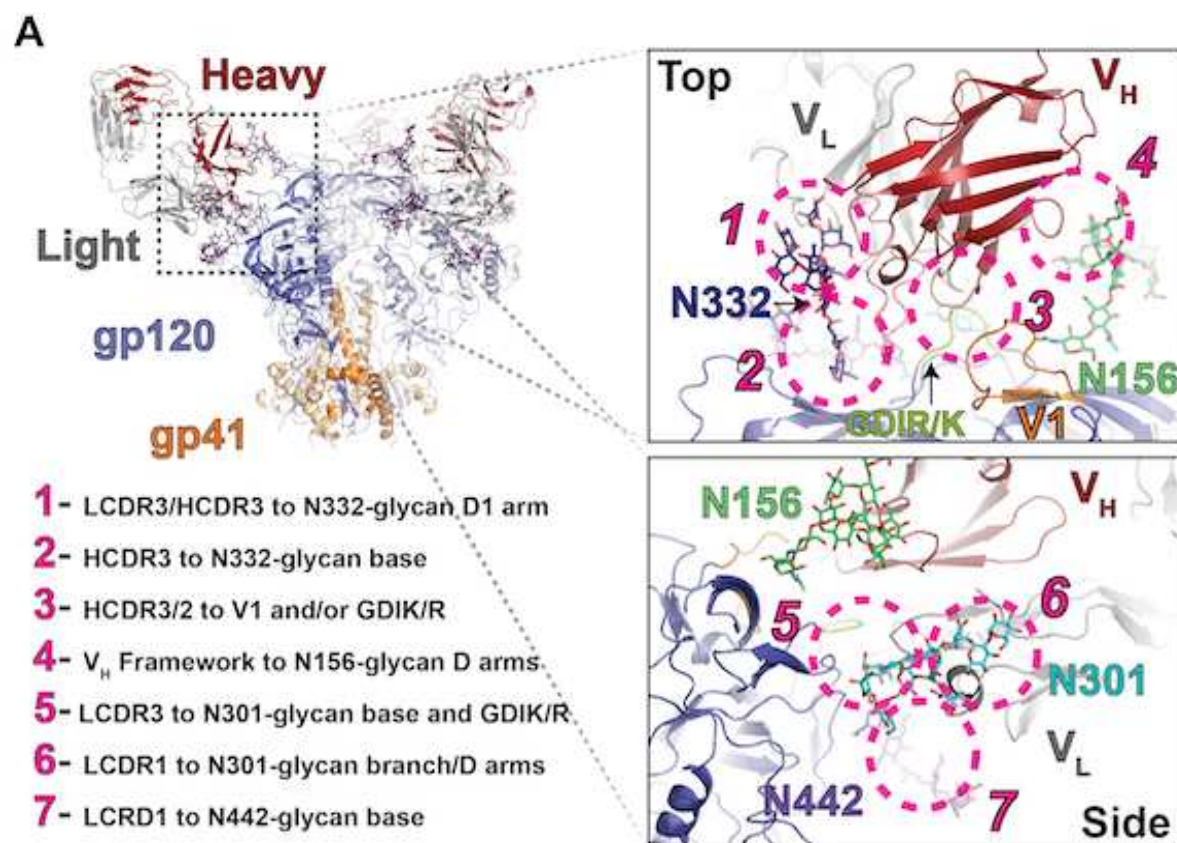 A
Heavy
Light
gp120
gp41
1- LCDR3/HCDR3 to N332-glycan D1 arm
2- HCDR3 to N332-glycan base
3- HCDR3/2 to V1 and/or GDIK/R
4- VH Framework to N156-glycan D arms
5- LCDR3 to N301-glycan base and GDIK/R
6- LCDR1 to N301-glycan branch/D arms
7- LCRD1 to N442-glycan base
Top
VL
VH
1
4
N332
2
3
GDIR/K
N156
V1
N156
VH
5
6
N301
VL
N442
7
Side